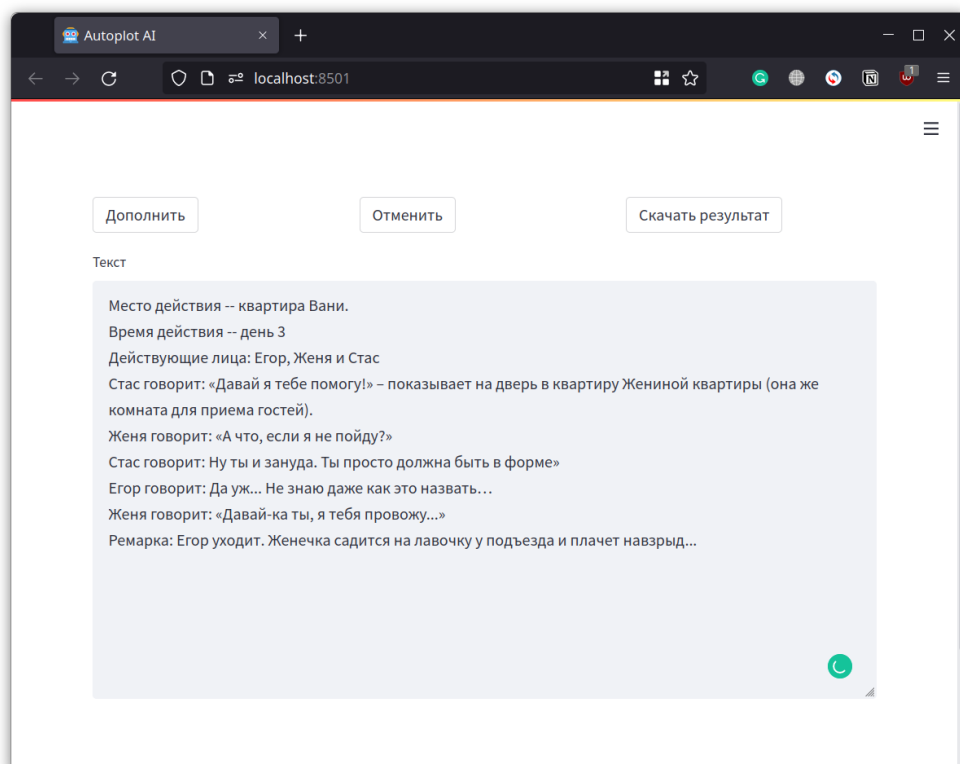 Autoplot AI
localhost:8501
1
Дополнить
Отменить
Скачать результат
Текст
Место действия -- квартира Вани.
Время действия -- день 3
Действующие лица: Егор, Женя и Стас
Стас говорит: «Давай я тебе помогу!» – показывает на дверь в квартиру Жениной квартиры (она же
комната для приема гостей).
Женя говорит: «А что, если я не пойду?»
Стас говорит: Ну ты и зануда. Ты просто должна быть в форме»
Егор говорит: Да уж... Не знаю даже как это назвать…
Женя говорит: «Давай-ка ты, я тебя провожу...»
Ремарка: Егор уходит. Женечка садится на лавочку у подъезда и плачет навзрыд...